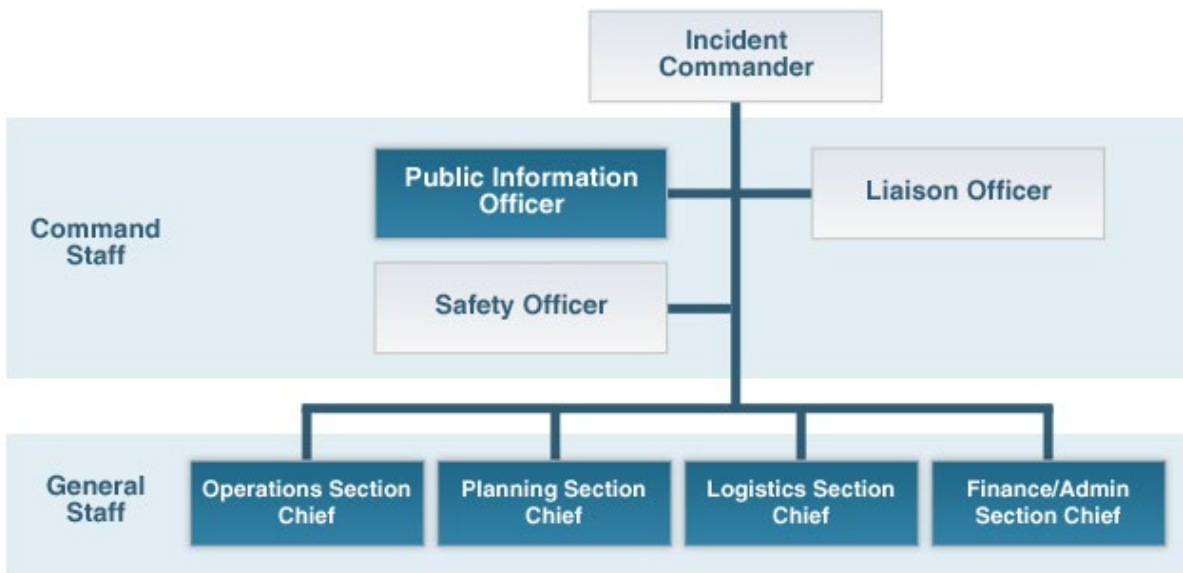 Incident
Commander
Public Information
Officer
Liaison Officer
Command
Staff
Safety Officer
General
Staff
Operations Section
Chief
Planning Section
Chief
Logistics Section
Chief
Finance/Admin
Section Chief